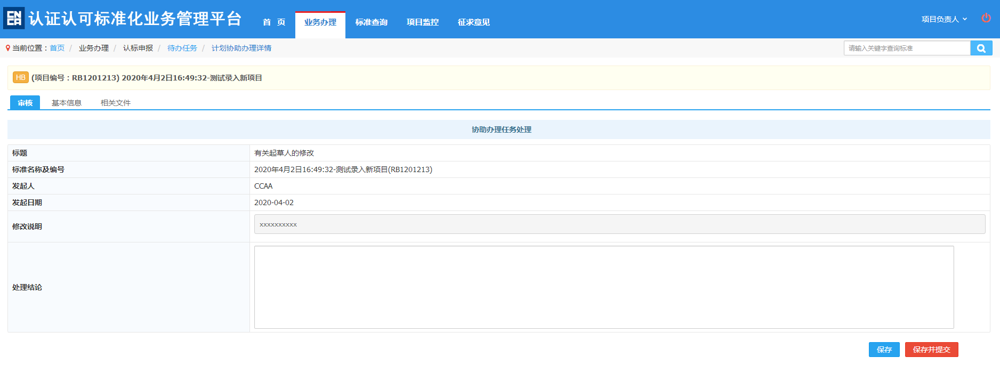 认证认可标准化业务管理平台
首 页 业务办理 标准查询 项目监控 征求意见 项目负责人
当前位置：首页 / 业务办理 / 认标申报 / 待办任务 / 计划协助办理详情 请输入关键字查询标准
HB (项目编号：RB1201213) 2020年4月2日16:49:32-测试录入新项目
审核 基本信息 相关文件
协助办理任务处理
标题 有关起草人的修改
标准名称及编号 2020年4月2日16:49:32-测试录入新项目(RB1201213)
发起人 CCAA
发起日期 2020-04-02
修改说明 xxxxxxxxxx
处理结论
保存 保存并提交